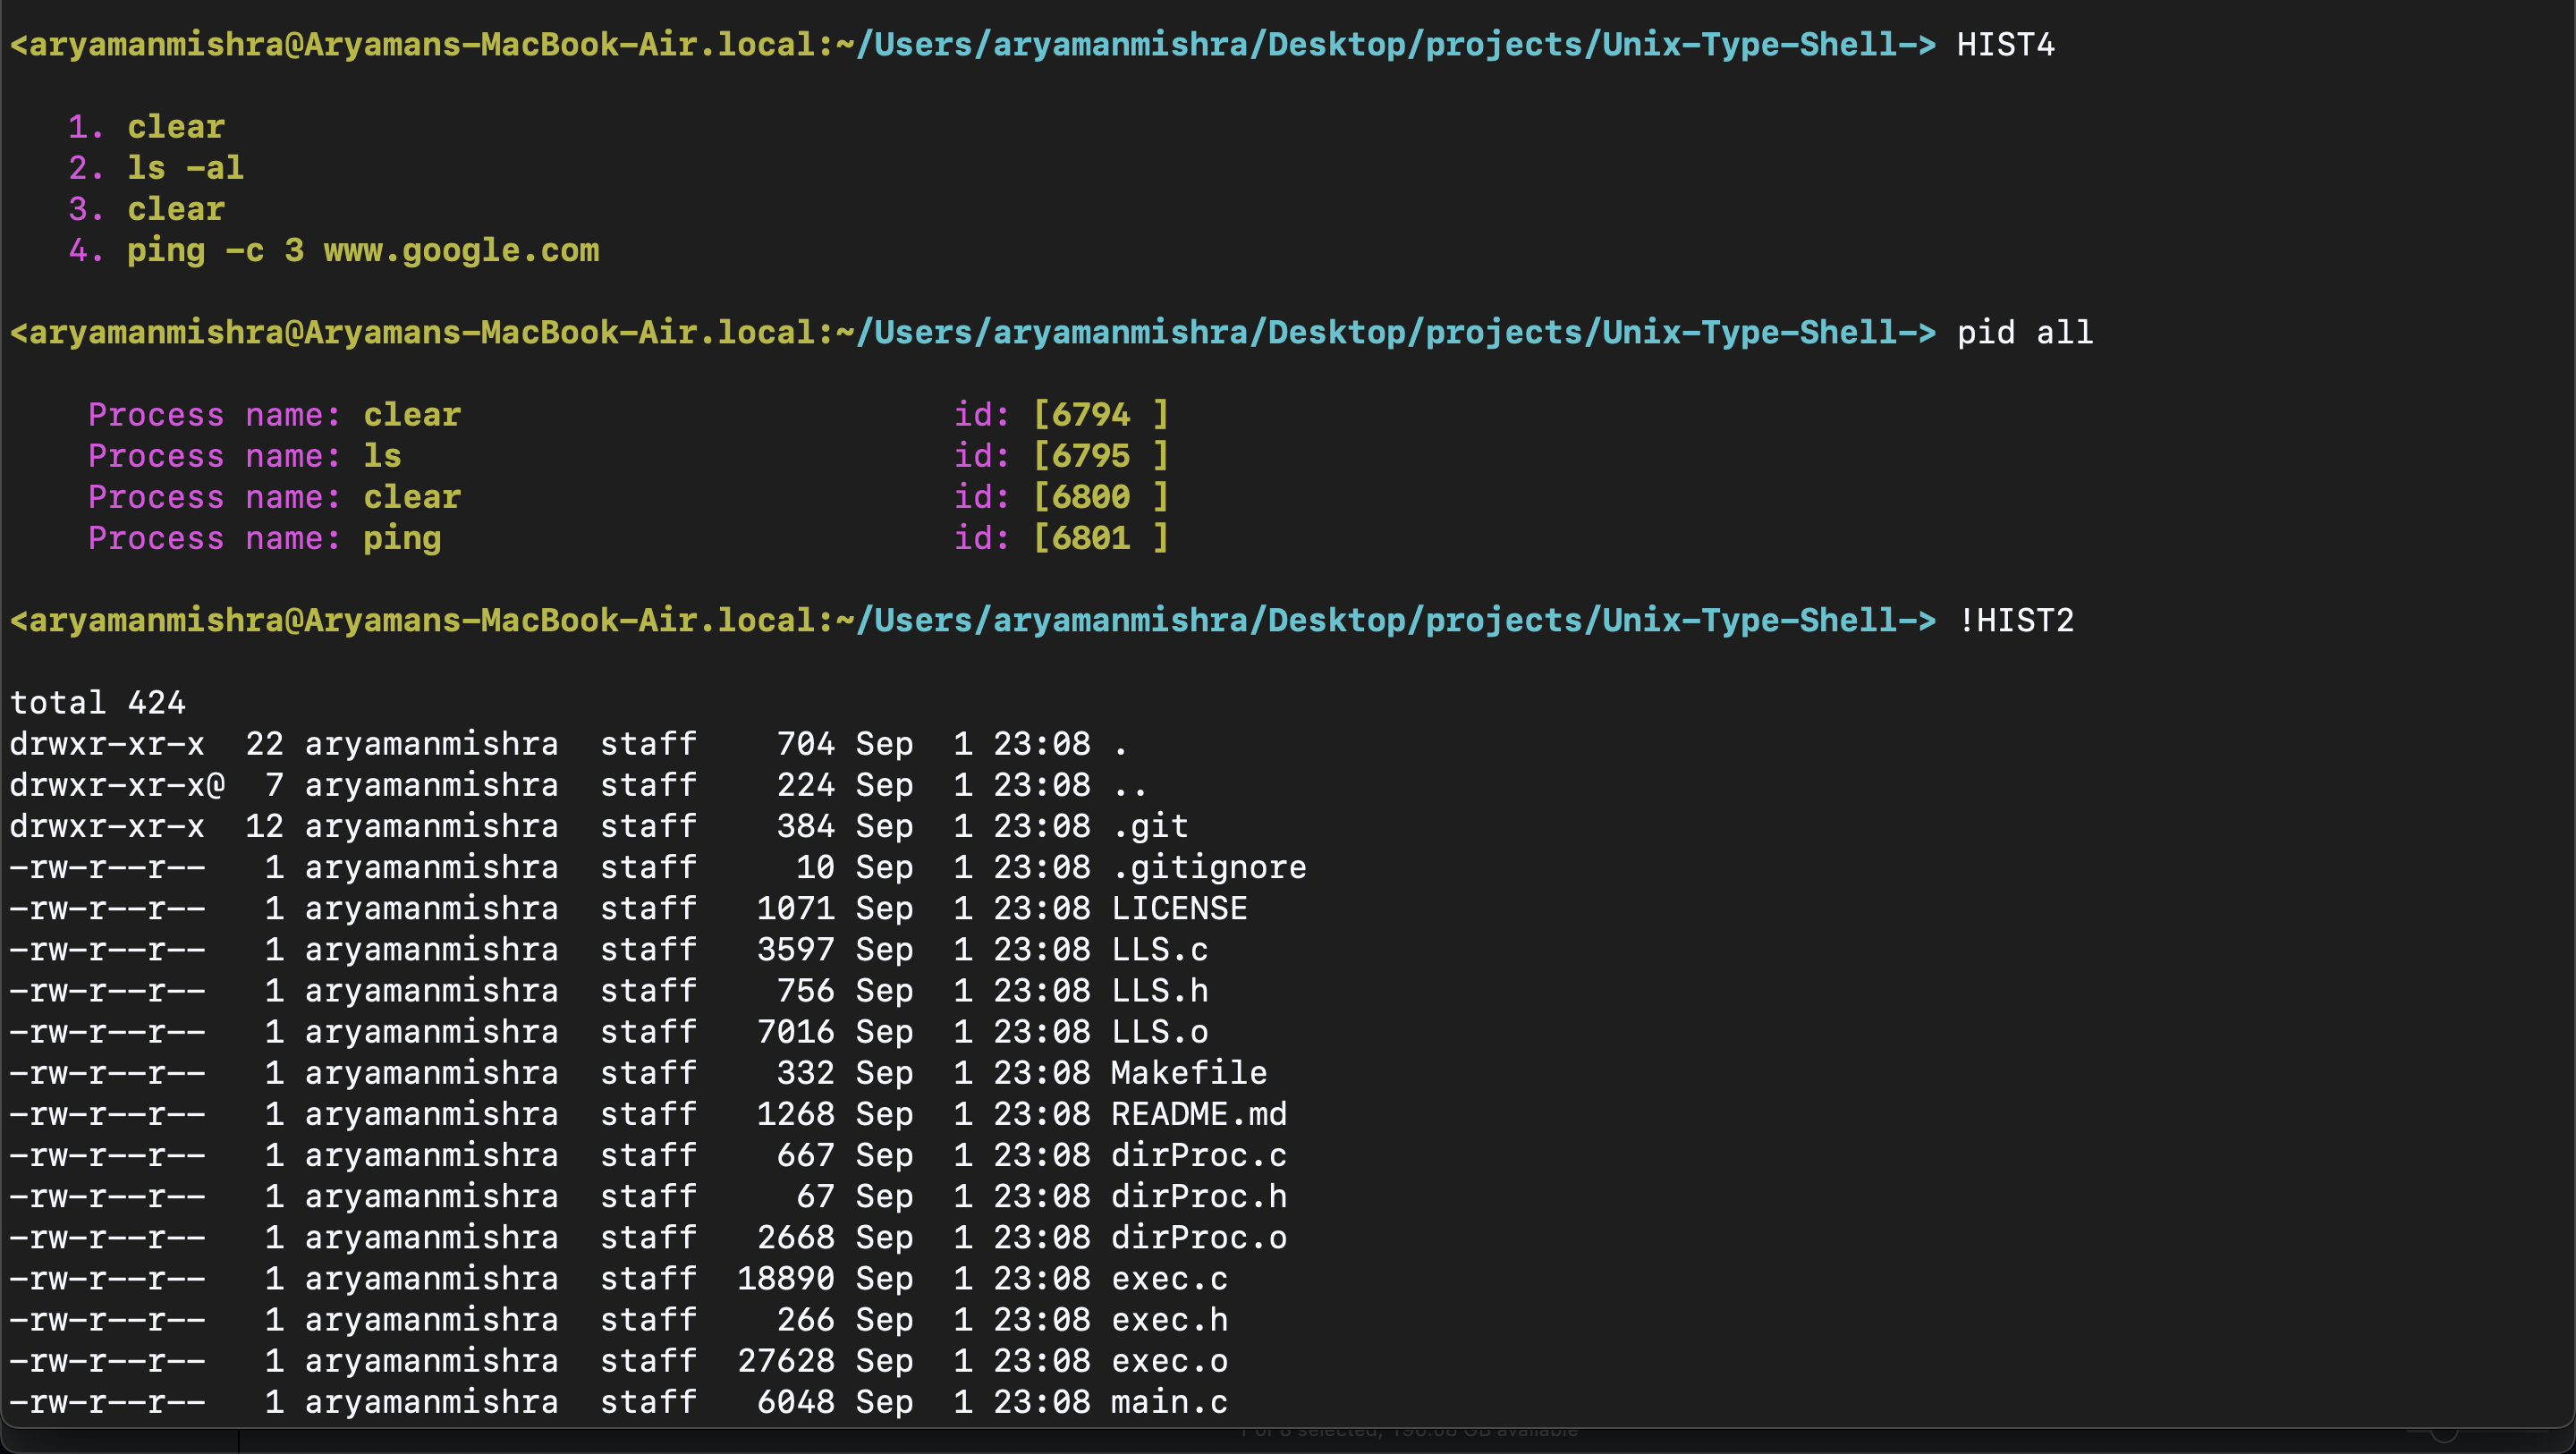 <aryamanmishra@Aryamans-MacBook-Air.local:~/Users/aryamanmishra/Desktop/projects/Unix-Type-Shell-> HIST4
1. clear
2. ls -al
3. clear
4. ping -c 3 www.google.com
<aryamanmishra@Aryamans-MacBook-Air.local:~/Users/aryamanmishra/Desktop/projects/Unix-Type-Shell-> pid all
Process name: clear id: [6794 ]
Process name: ls id: [6795 ]
Process name: clear id: [6800 ]
Process name: ping id: [6801 ]
<aryamanmishra@Aryamans-MacBook-Air.local:~/Users/aryamanmishra/Desktop/projects/Unix-Type-Shell-> !HIST2
total 424
drwxr-xr-x 22 aryamanmishra staff 704 Sep 1 23:08 .
drwxr-xr-x@ 7 aryamanmishra staff 224 Sep 1 23:08 ..
drwxr-xr-x 12 aryamanmishra staff 384 Sep 1 23:08 .git
-rw-r--r-- 1 aryamanmishra staff 10 Sep 1 23:08 .gitignore
-rw-r--r-- 1 aryamanmishra staff 1071 Sep 1 23:08 LICENSE
-rw-r--r-- 1 aryamanmishra staff 3597 Sep 1 23:08 LLS.c
-rw-r--r-- 1 aryamanmishra staff 756 Sep 1 23:08 LLS.h
-rw-r--r-- 1 aryamanmishra staff 7016 Sep 1 23:08 LLS.o
-rw-r--r-- 1 aryamanmishra staff 332 Sep 1 23:08 Makefile
-rw-r--r-- 1 aryamanmishra staff 1268 Sep 1 23:08 README.md
-rw-r--r-- 1 aryamanmishra staff 667 Sep 1 23:08 dirProc.c
-rw-r--r-- 1 aryamanmishra staff 67 Sep 1 23:08 dirProc.h
-rw-r--r-- 1 aryamanmishra staff 2668 Sep 1 23:08 dirProc.o
-rw-r--r-- 1 aryamanmishra staff 18890 Sep 1 23:08 exec.c
-rw-r--r-- 1 aryamanmishra staff 266 Sep 1 23:08 exec.h
-rw-r--r-- 1 aryamanmishra staff 27628 Sep 1 23:08 exec.o
-rw-r--r-- 1 aryamanmishra staff 6048 Sep 1 23:08 main.c